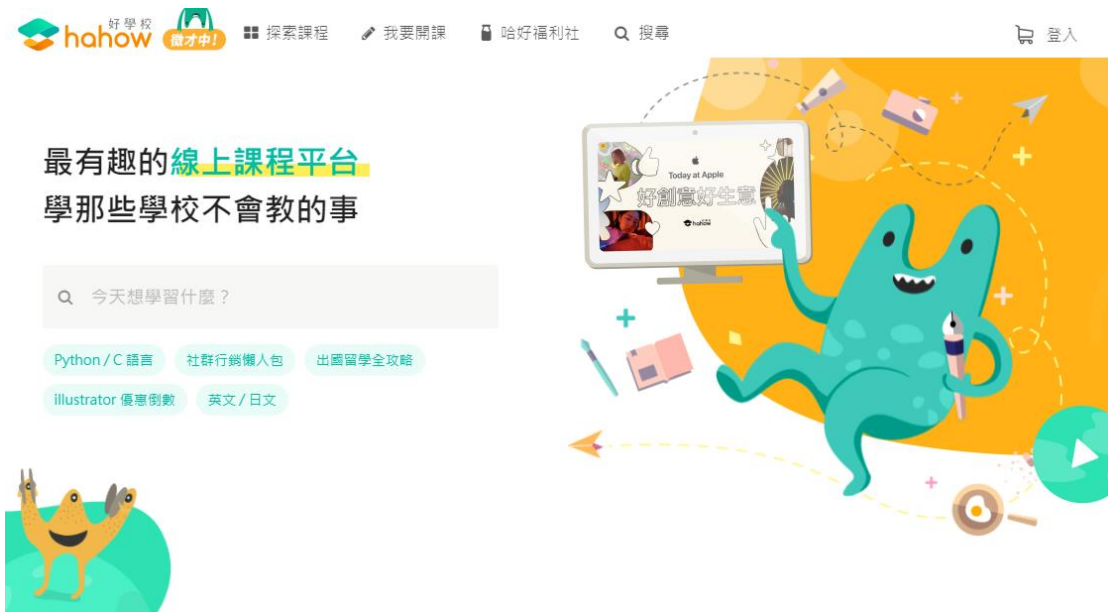 好學校
hahow
徵才中!
探索課程
我要開課
哈好福利社
搜尋
登入
最有趣的線上課程平台
學那些學校不會教的事
今天想學習什麼？
Python / C 語言
社群行銷懶人包
出國留學全攻略
illustrator 優惠倒數
英文 / 日文
Today at Apple
好創意好生意
hahow